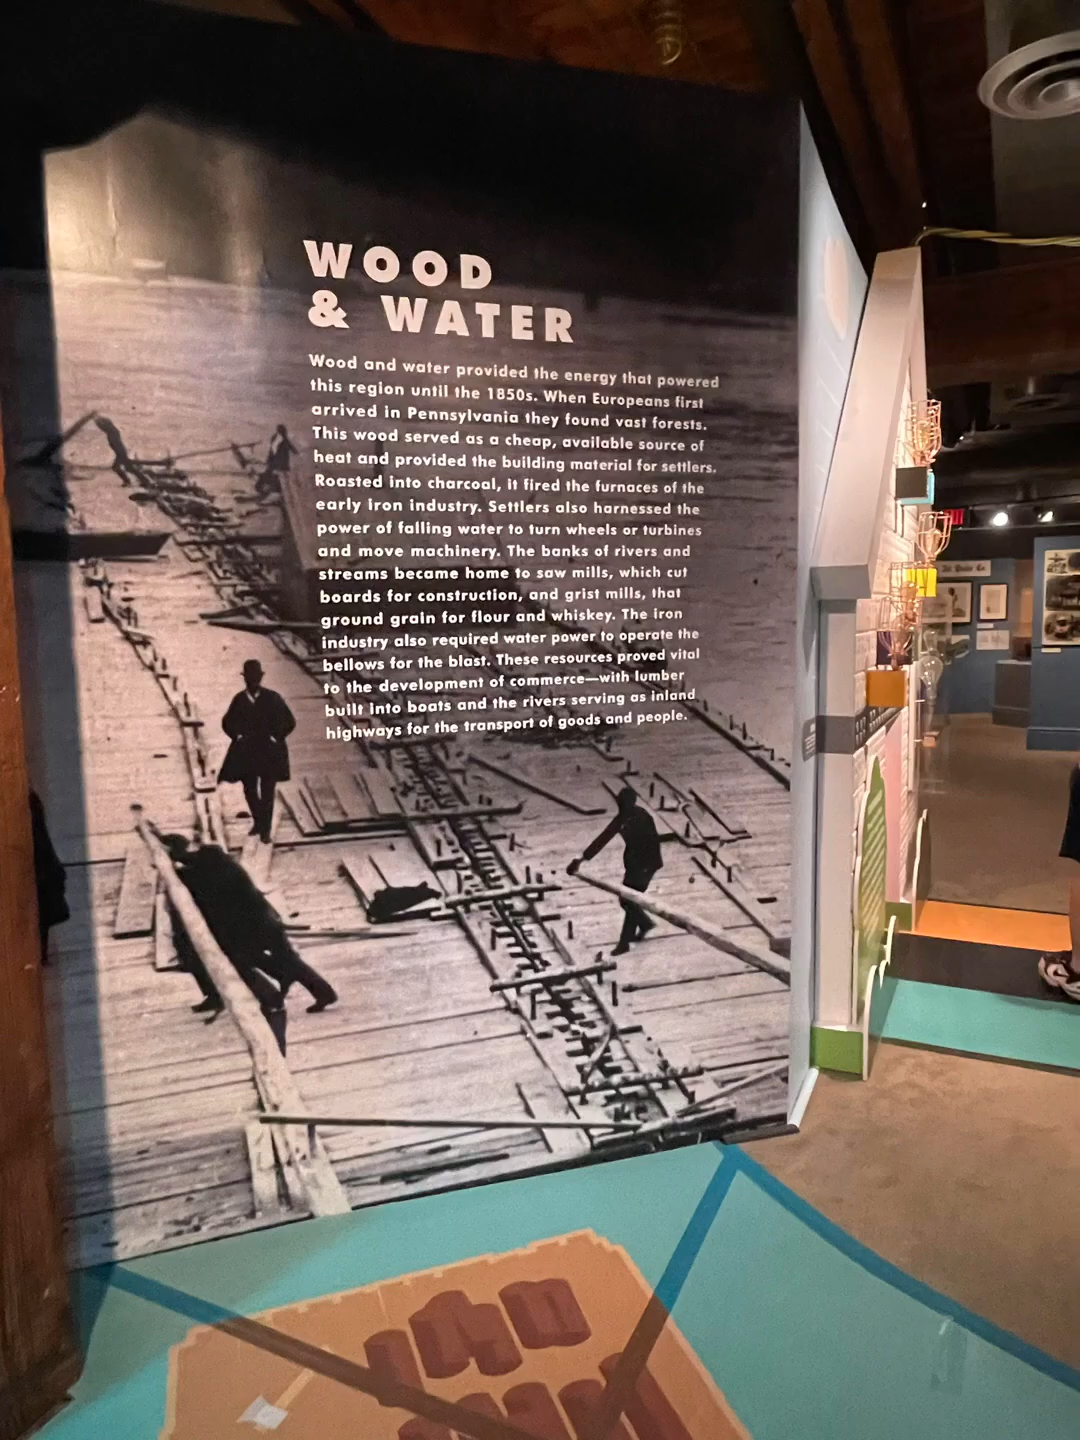 WOOD
& WATER
Wood and water provided the energy that powered
this region until the 1850s. When Europeans first
arrived in Pennsylvania they found vast forests.
This wood served as a cheap, available source of
heat and provided the building material for settlers.
Roasted into charcoal, it fired the furnaces of the
early iron industry. Settlers also harnessed the
power of falling water to turn wheels or turbines
and move machinery. The banks of rivers and
streams became home to saw mills, which cut
boards for construction, and grist mills, that
ground grain for flour and whiskey. The iron
industry also required water power to operate the
bellows for the blast. These resources proved vital
to the development of commerce—with lumber
built into boats and the rivers serving as inland
highways for the transport of goods and people.